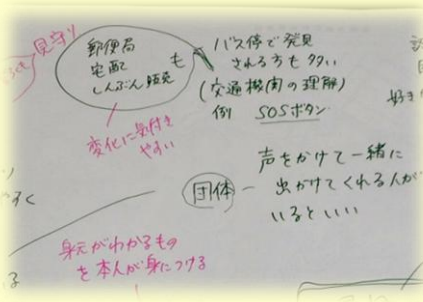 見守り
郵便局
宅配
しんぶん販売
も
変化に気付き
やすい
バス停で発見
される方も多い
(交通機関の理解)
例 SOSボタン
好き
団体
声をかけて一緒に
出かけてくれる人が
いるといい
身元がわかるもの
を本人が身につける